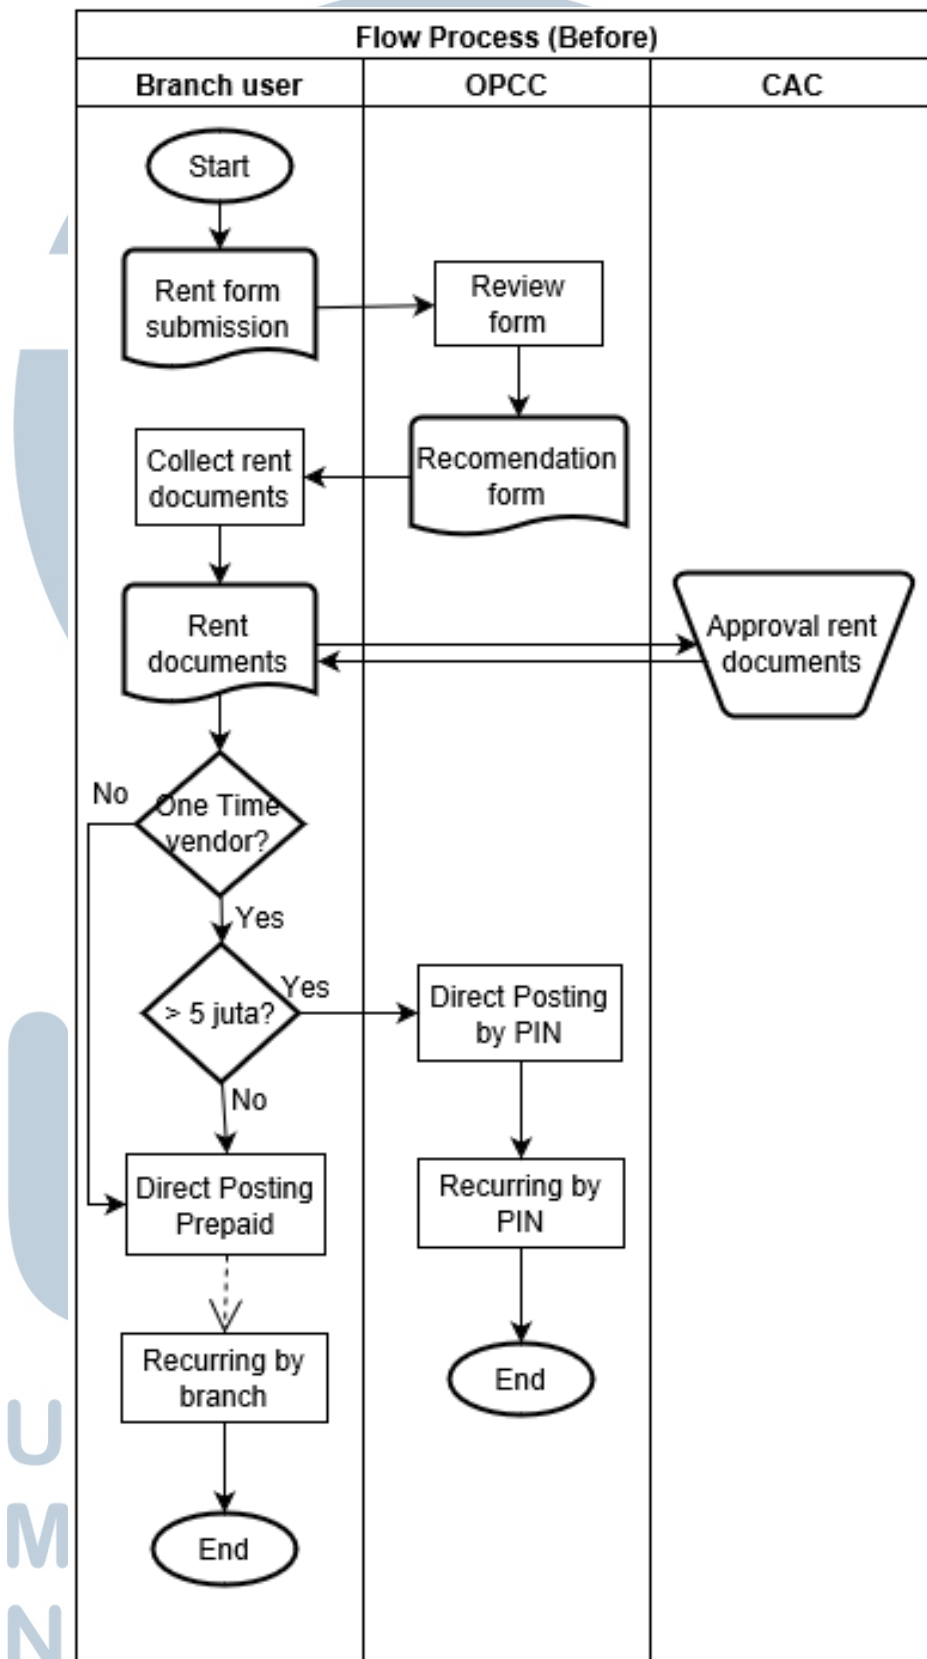 Flow Process (Before)
Branch user
OPCC
CAC
Start
Rent form
submission
Review
form
Recomendation
form
Collect rent
documents
Rent
documents
Approval rent
documents
No
One Time
vendor?
Yes
> 5 juta?
Yes
No
Direct Posting
by PIN
Direct Posting
Prepaid
Recurring by
PIN
Recurring by
branch
End
End
U
M
N